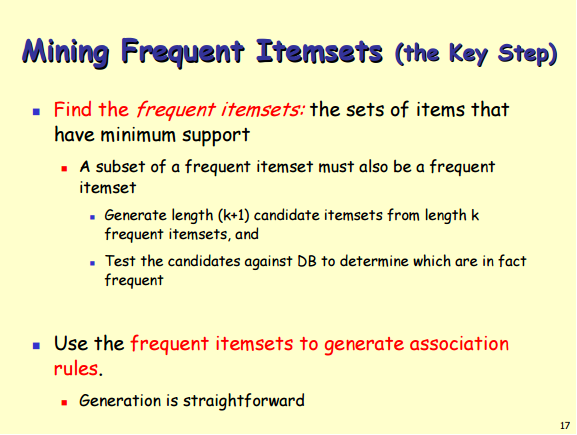 Mining Frequent Itemsets (the Key Step)
Find the frequent itemsets: the sets of items that
have minimum support
A subset of a frequent itemset must also be a frequent
itemset
Generate length (k+1) candidate itemsets from length k
frequent itemsets, and
Test the candidates against DB to determine which are in fact
frequent
Use the frequent itemsets to generate association
rules.
Generation is straightforward
17